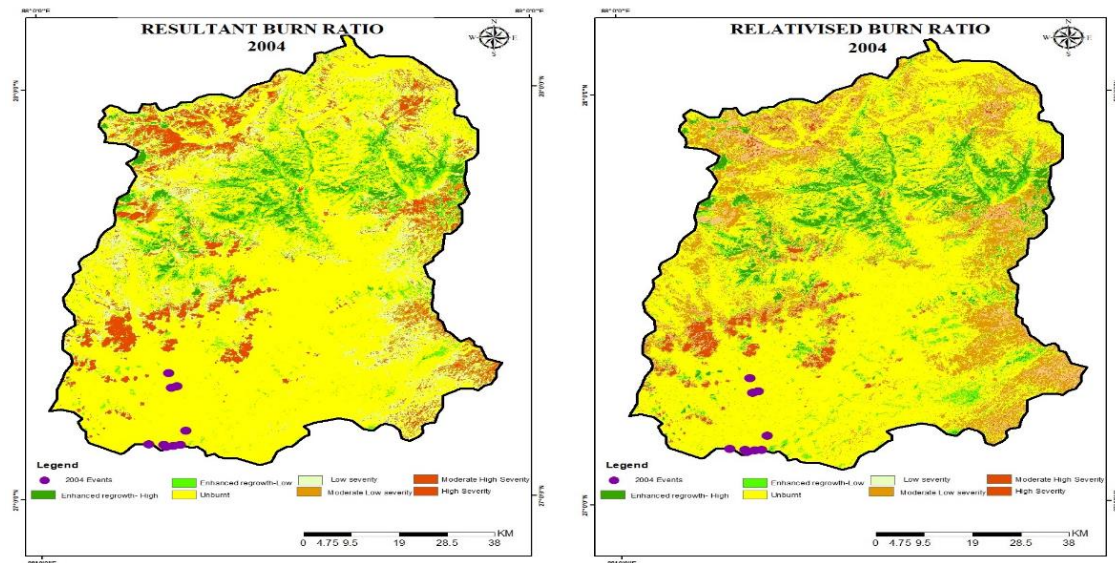 RESULTANT BURN RATIO
2004
N
W E
S
Legend
2004 Events
Enhanced regrowth- High
Enhanced regrowth-Low
Unburnt
Low severity
Moderate Low severity
Moderate High Severity
High Severity
KM
0 4.75 9.5 19 28.5 38
RELATIVISED BURN RATIO
2004
N
W E
S
Legend
2004 Events
Enhanced regrowth- High
Enhanced regrowth-Low
Unburnt
Low severity
Moderate Low severity
Moderate High Severity
High Severity
KM
0 4.75 9.5 19 28.5 38